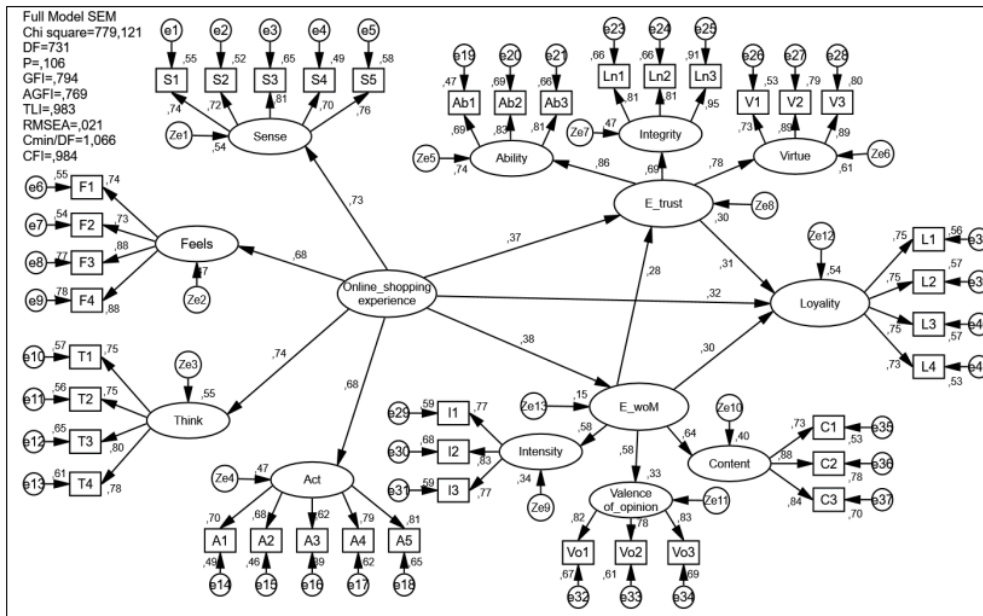 Full Model SEM
Chi square=779,121
DF=731
P=,106
GFI=,794
AGFI=,769
TLI=,983
RMSEA=,021
Cmin/DF=1,066
CFI=,984
e1 e2 e3 e4 e5
,55 ,52 ,65 ,49 ,58
S1 S2 S3 S4 S5
,74 ,72 ,81 ,70 ,76
Ze1 ,54 Sense
,73
e19 e20 e21
,47 ,69 ,66
Ab1 Ab2 Ab3
,69 ,83 ,81
Ze5 ,74 Ability
,86
e23 e24 e25
,66 ,66 ,91
Ln1 Ln2 Ln3
,81 ,81 ,95
Ze7 ,47 Integrity
,69
e26 e27 e28
,53 ,79 ,80
V1 V2 V3
,73 ,89 ,89
Virtue Ze6 ,61
,78
E_trust Ze8
,30
e6 ,55 F1 ,74
e7 ,54 F2 ,73
e8 ,77 F3 ,88
e9 ,78 F4 ,88
Feels
Ze2
,68
Online_shopping
experience
,37
,28
,31
,32
,38
,30
Ze12 ,54
Loyality
,75 L1 ,56
,75 L2 ,57
,75 L3 ,57
,73 L4 ,53
e10 ,57 T1 ,75
e11 ,56 T2 ,75
e12 ,65 T3 ,80
e13 ,61 T4 ,78
Ze3 ,55
Think
,74
,68
Ze4 ,47 Act
,70 ,68 ,62 ,79 ,81
A1 A2 A3 A4 A5
,49 ,46 ,62 ,65
e14 e15 e16 e17 e18
Ze13 ,15 E_woM
,58 ,58 ,64
e29 ,59 I1 ,77
e30 ,68 I2 ,83
e31 ,59 I3 ,77
Intensity
,34 Ze9
Ze10 ,40
Content
,73 C1 ,53 e35
,88 C2 ,78 e36
,84 C3 ,70 e37
,33
Valence
of_opinion
Ze11
,82 ,78 ,83
Vo1 Vo2 Vo3
,67 ,61 ,69
e32 e33 e34